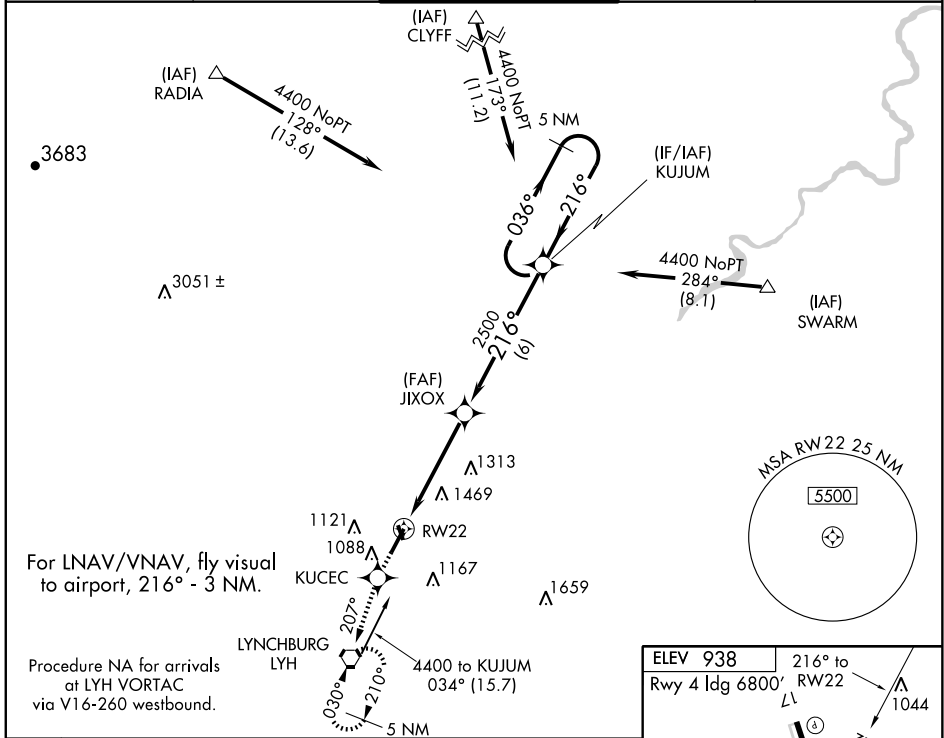 (IAF)
CLYFF
4400 NoPT
173°
(11.2)
(IAF)
RADIA
4400 NoPT
128°
(13.6)
5 NM
(IF/IAF)
KUJUM
3683
036°
216°
4400 NoPT
284°
(8.1)
(IAF)
SWARM
3051 ±
2500
216°
(6)
(FAF)
JIXOX
MSA RW22 25 NM
5500
1313
1469
1121
RW22
1088
For LNAV/VNAV, fly visual
to airport, 216° - 3 NM.
KUCEC
1167
1659
207°
LYNCHBURG
LYH
4400 to KUJUM
034° (15.7)
Procedure NA for arrivals
at LYH VORTAC
via V16-260 westbound.
030°
210°
5 NM
ELEV 938
Rwy 4 ldg 6800'
216° to
RW22
1044
17
P